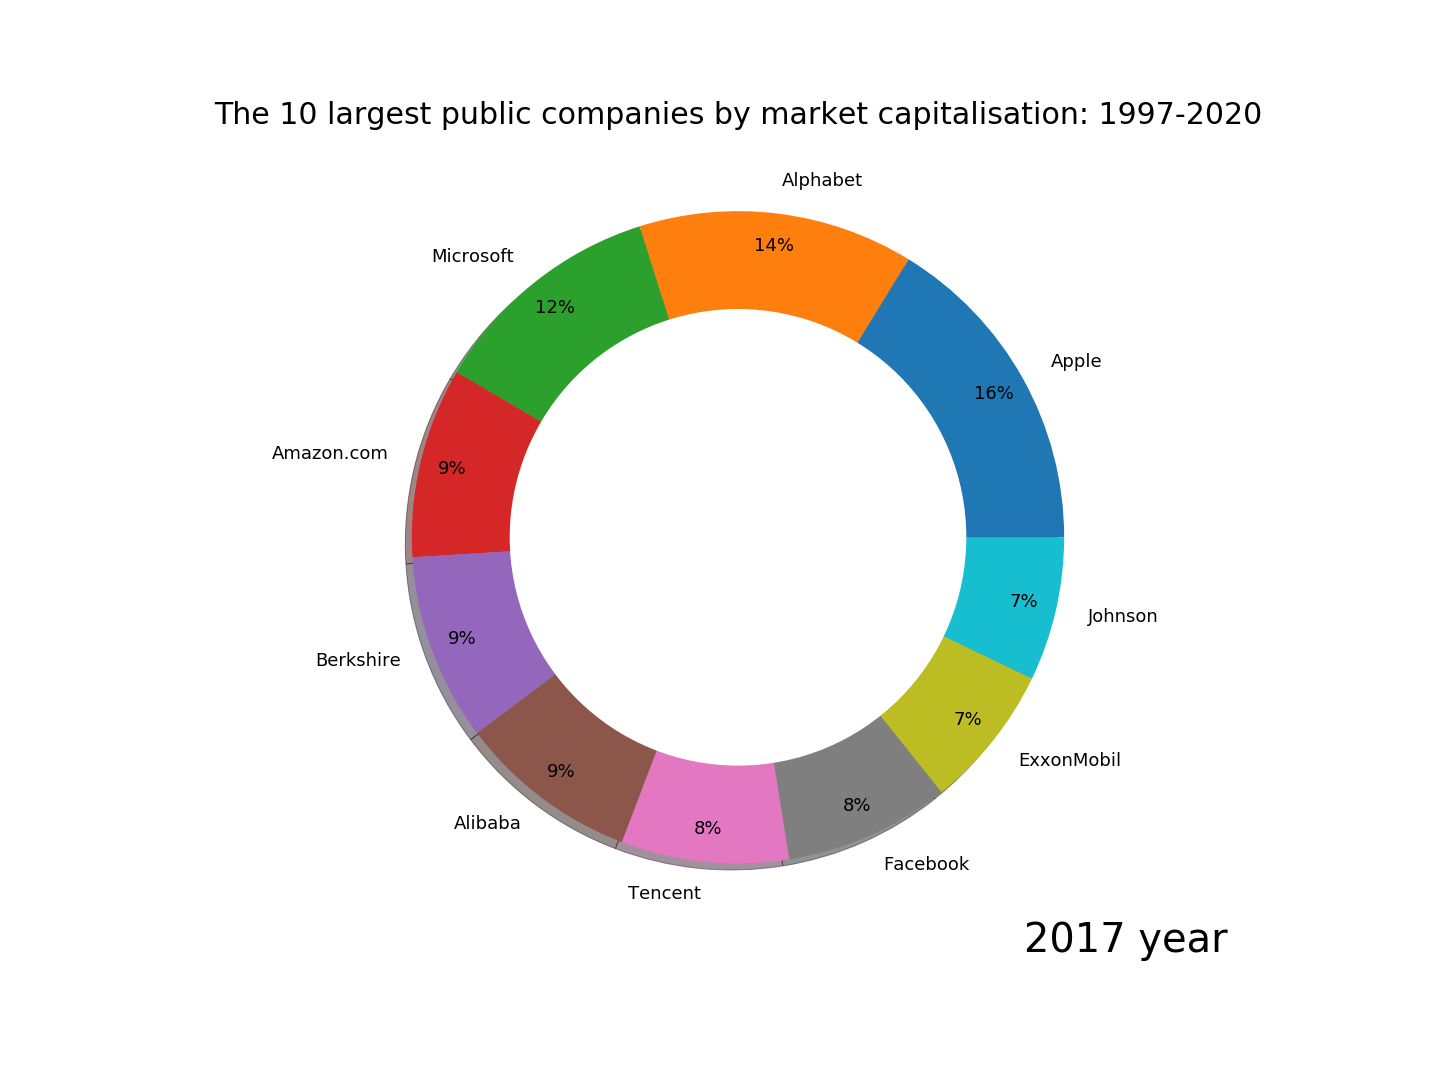 The 10 largest public companies by market capitalisation: 1997-2020
Alphabet
14%
Microsoft
12%
Apple
16%
Amazon.com
9%
Johnson
7%
Berkshire
9%
ExxonMobil
7%
Alibaba
9%
Facebook
8%
Tencent
8%
2017 year